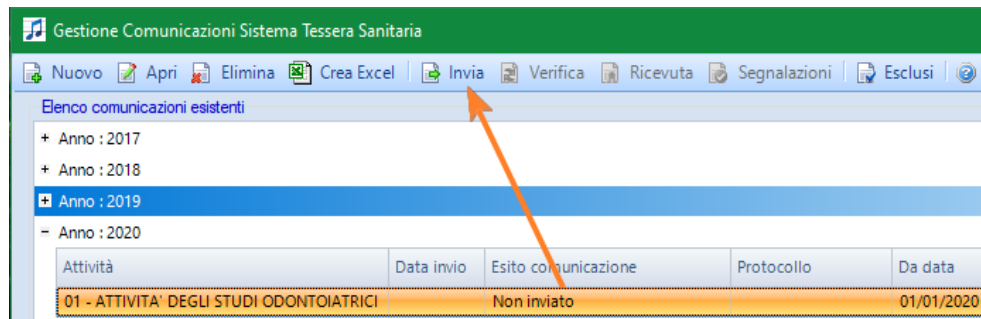 Gestione Comunicazioni Sistema Tessera Sanitaria
Nuovo Apri Elimina Crea Excel Invia Verifica Ricevuta Segnalazioni Esclusi
Elenco comunicazioni esistenti
+ Anno : 2017
+ Anno : 2018
+ Anno : 2019
- Anno : 2020
Attività Data invio Esito comunicazione Protocollo Da data
01 - ATTIVITA' DEGLI STUDI ODONTOIATRICI Non inviato 01/01/2020